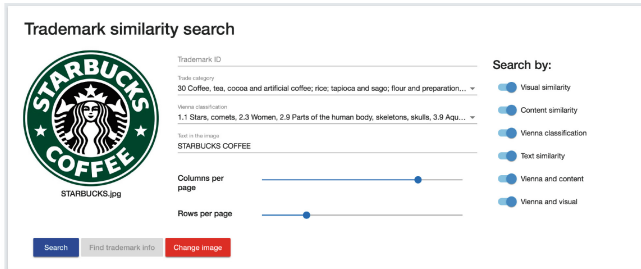 Trademark similarity search
STARBUCKS
COFFEE
STARBUCKS.jpg
Trademark ID
Trade category
30 Coffee, tea, cocoa and artificial coffee; rice; tapioca and sago; flour and preparation...
Vienna classification
1.1 Stars, comets, 2.3 Women, 2.9 Parts of the human body, skeletons, skulls, 3.9 Aqu...
Text in the image
STARBUCKS COFFEE
Columns per
page
Rows per page
Search by:
Visual similarity
Content similarity
Vienna classification
Text similarity
Vienna and content
Vienna and visual
Search
Find trademark info
Change image